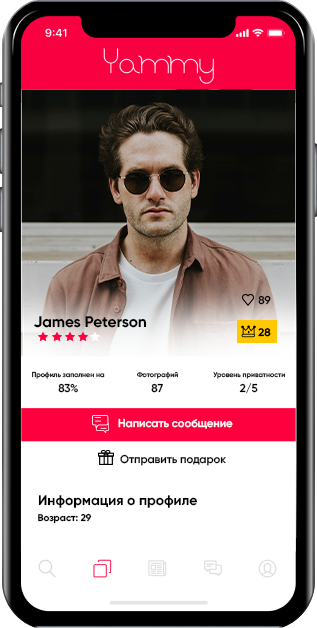 9:41
Yammy
89
James Peterson
28
Профиль заполнен на
Фотографий
Уровень приватности
83%
87
2/5
Написать сообщение
Отправить подарок
Информация о профиле
Возраст: 29